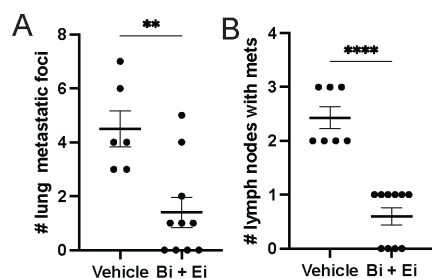 A
# lung metastatic foci
8
6
4
2
0
**
Vehicle Bi + Ei
B
# lymph nodes with mets
4
3
2
1
0
****
Vehicle Bi + Ei